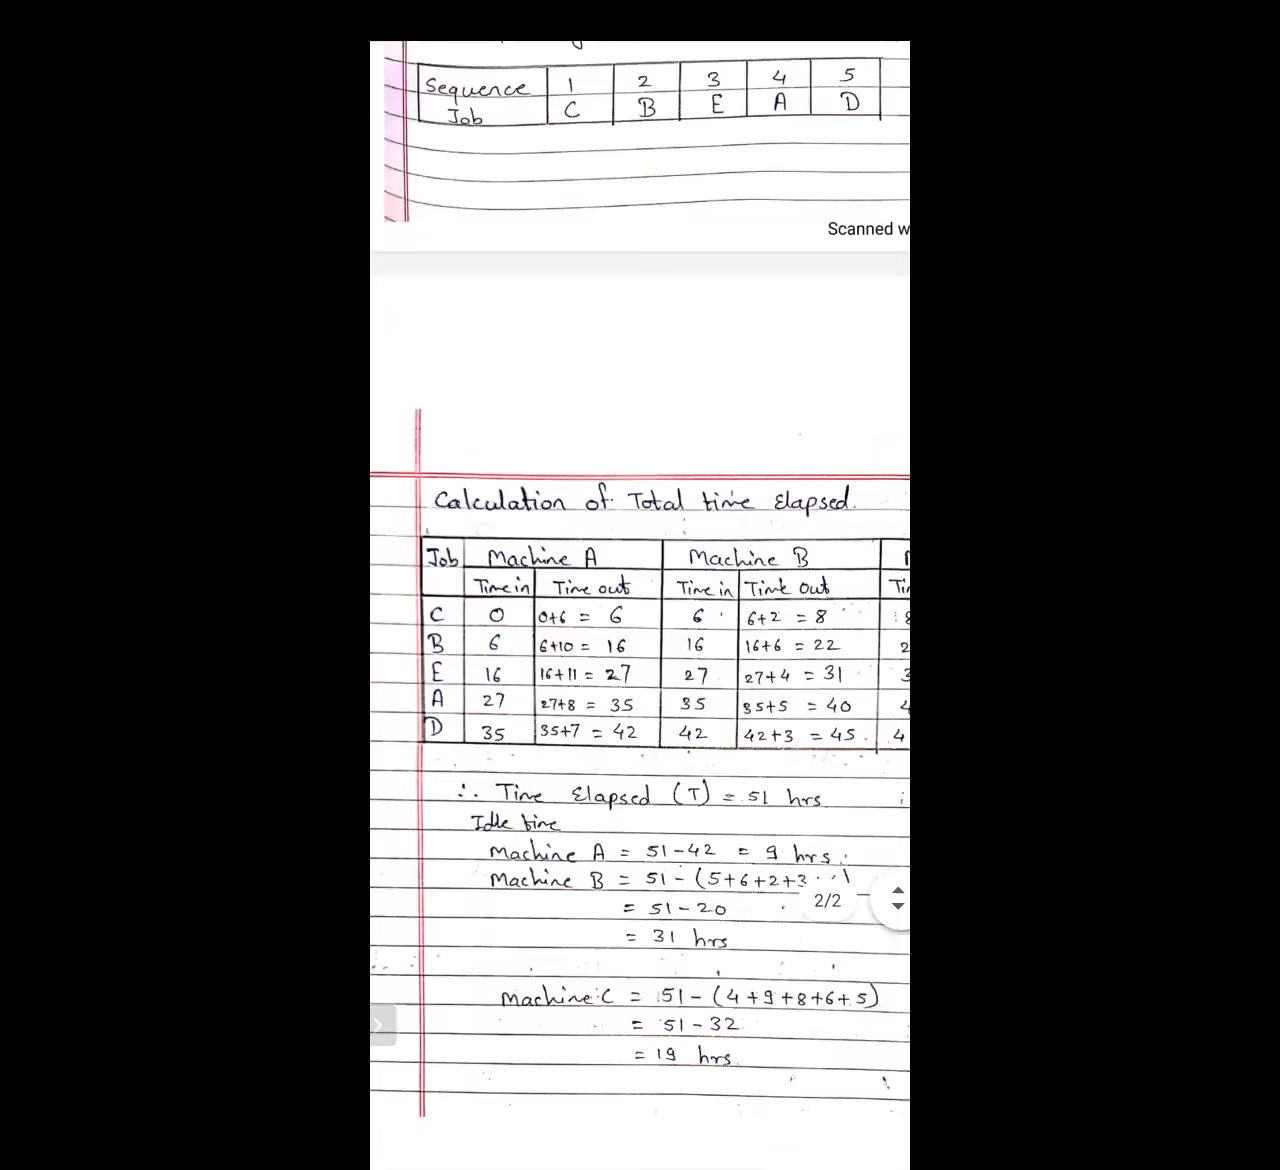 Sequence 1 2 3 4 5
Job C B E A D
Scanned w
Calculation of Total time Elapsed.
Job Machine A Machine B
Time in Time out Time in Time Out
C 0 0+6 = 6 6 6+2 = 8 8
B 6 6+10 = 16 16 16+6 = 22 2
E 16 16+11 = 27 27 27+4 = 31 3
A 27 27+8 = 35 35 35+5 = 40 4
D 35 35+7 = 42 42 42+3 = 45 4
∴ Time Elapsed (T) = 51 hrs
Idle time
Machine A = 51-42 = 9 hrs.
Machine B = 51-(5+6+2+3
2/2
= 51-20
= 31 hrs
Machine C = 51-(4+9+8+6+5)
= 51-32
= 19 hrs.